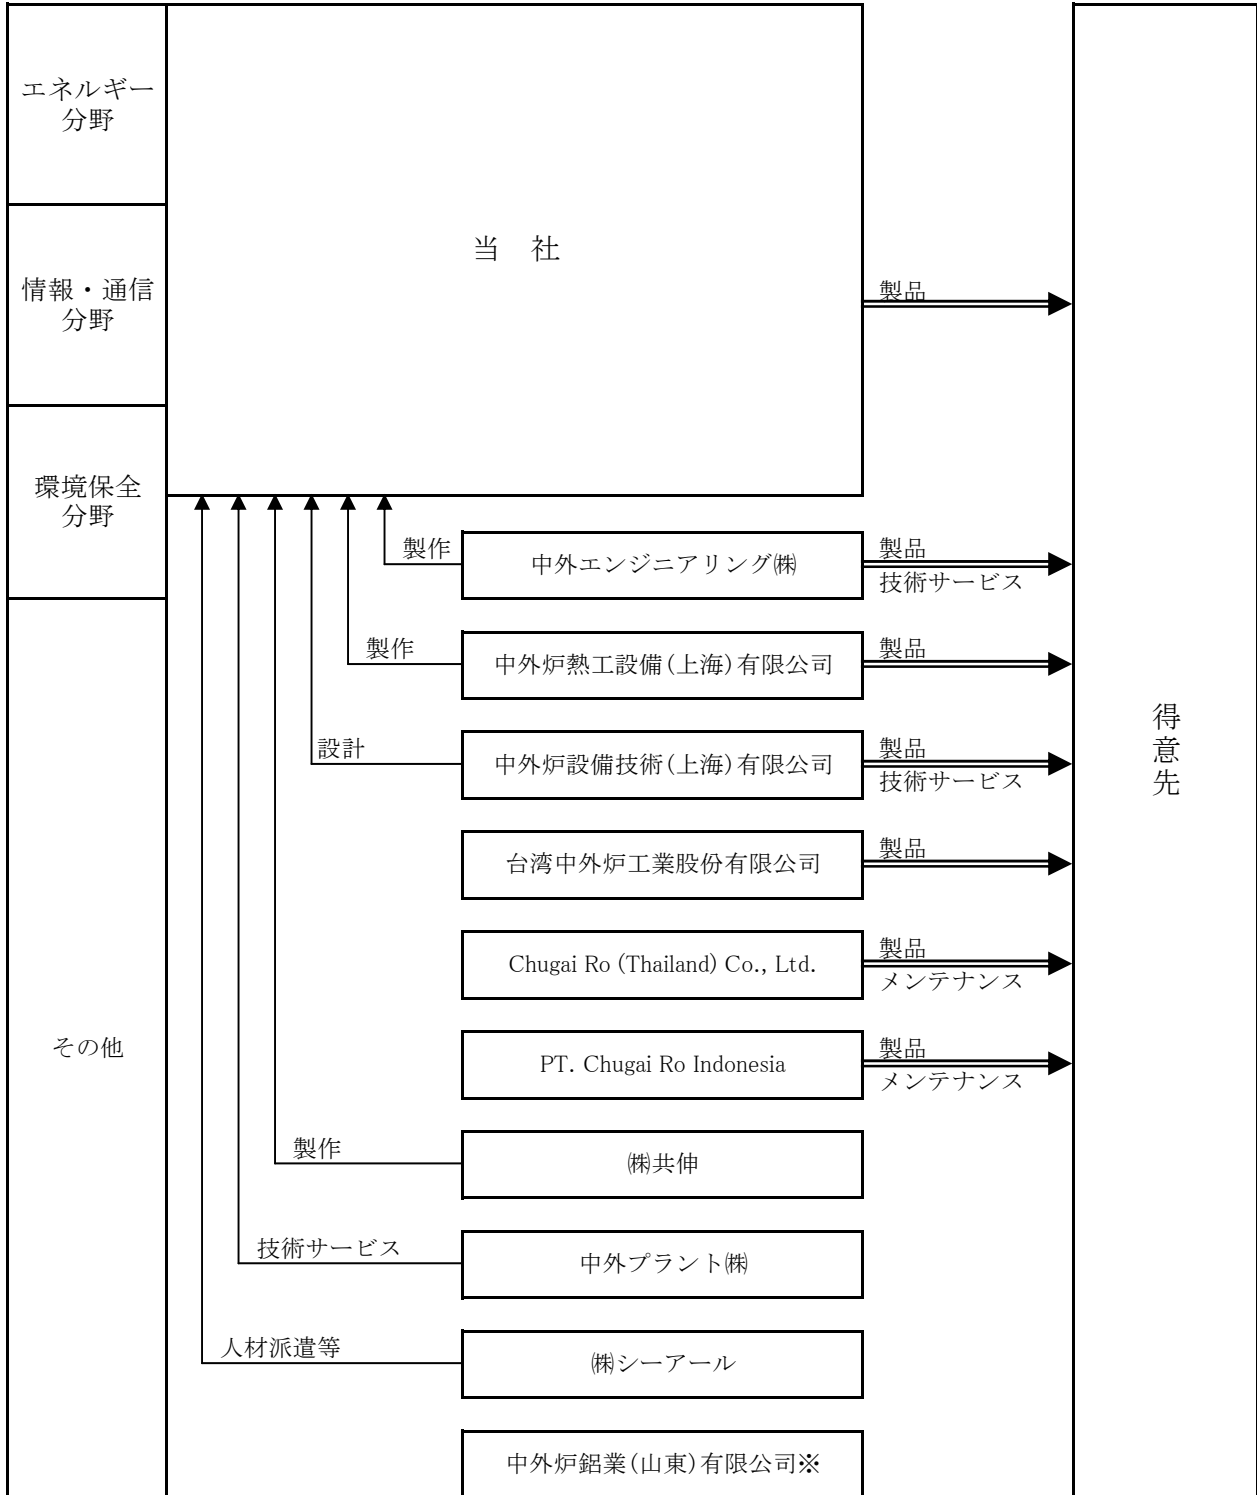 エネルギー
分野
情報・通信
分野
環境保全
分野
その他
当 社
製品
製作
中外エンジニアリング㈱
製品
技術サービス
製作
中外炉熱工設備(上海)有限公司
製品
設計
中外炉設備技術(上海)有限公司
製品
技術サービス
台湾中外炉工業股份有限公司
製品
Chugai Ro (Thailand) Co., Ltd.
製品
メンテナンス
PT. Chugai Ro Indonesia
製品
メンテナンス
製作
㈱共伸
技術サービス
中外プラント㈱
人材派遣等
㈱シーアール
中外炉鋁業(山東)有限公司※
得意先